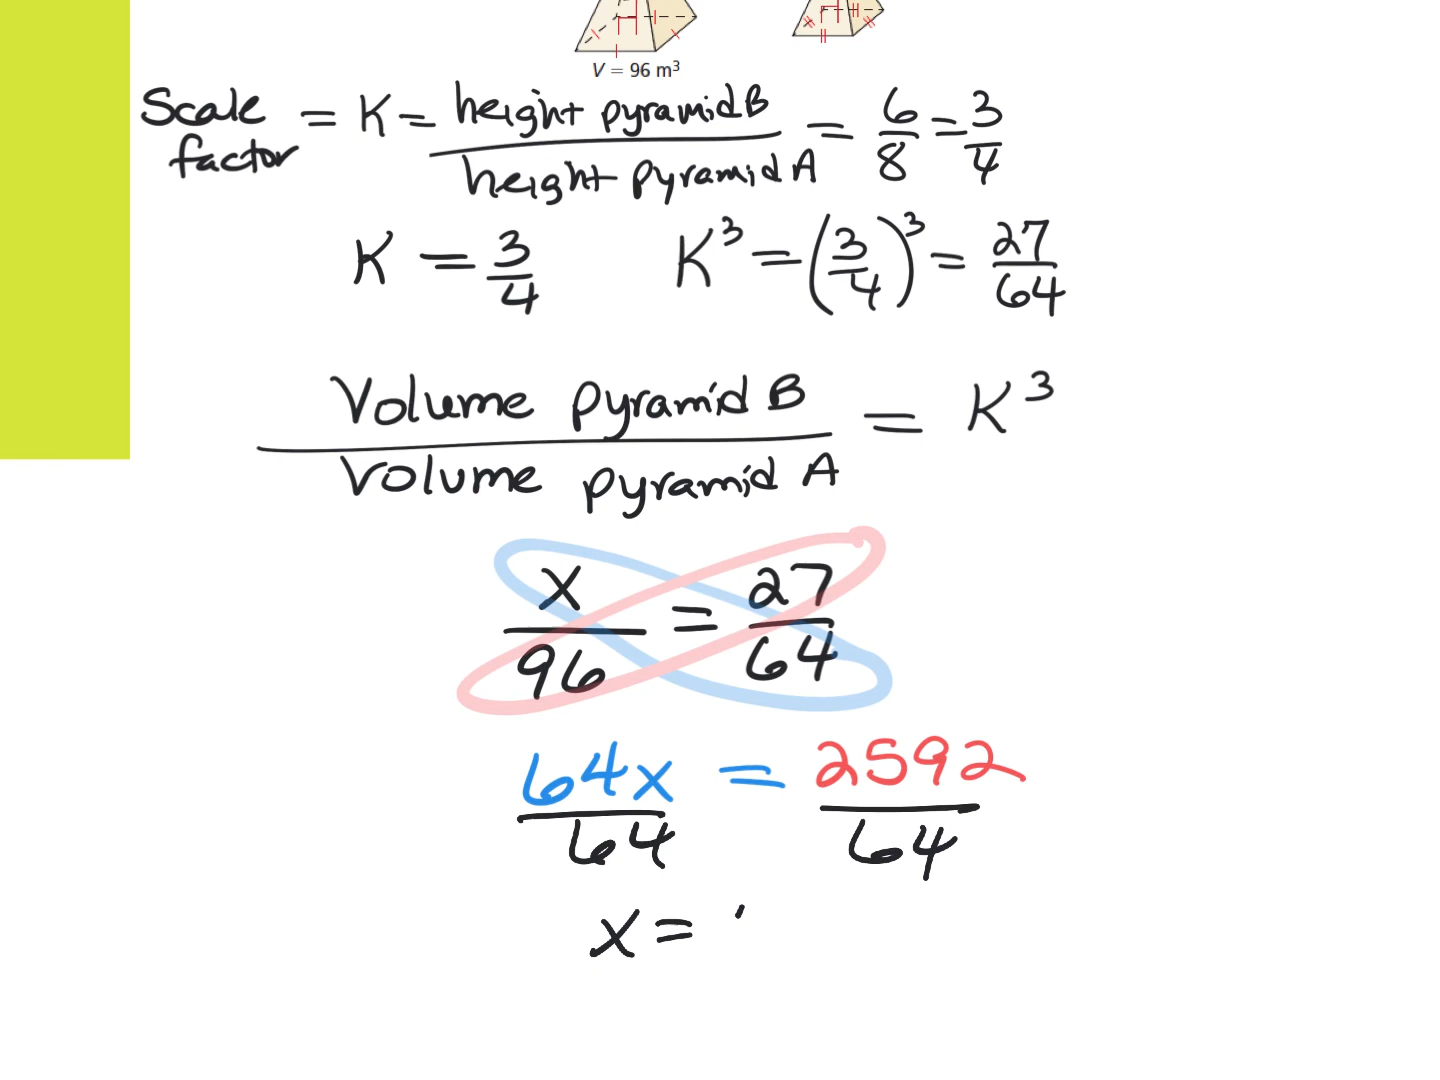 V = 96 m³
Scale factor = K = height pyramid B / height pyramid A = 6/8 = 3/4
K = 3/4 K³ = (3/4)³ = 27/64
Volume pyramid B / Volume pyramid A = K³
x/96 = 27/64
64x/64 = 2592/64
x =